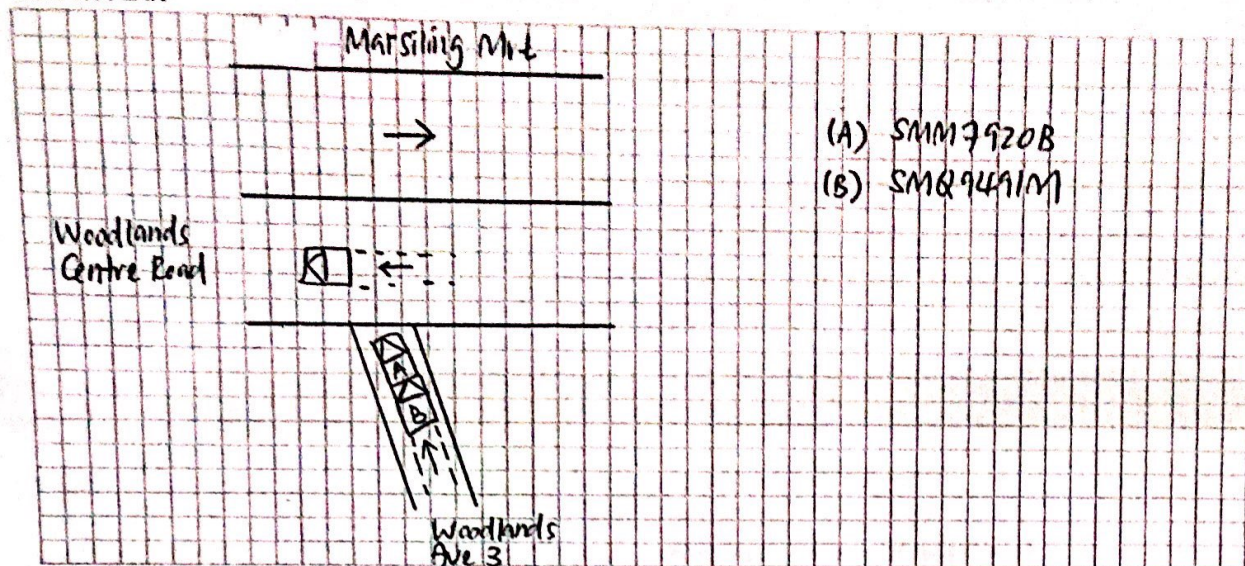 Marsiling Mrt
(A) SMM7920B
(B) SMQ9491M
Woodlands
Centre Road
A
B
Woodlands
Ave 3